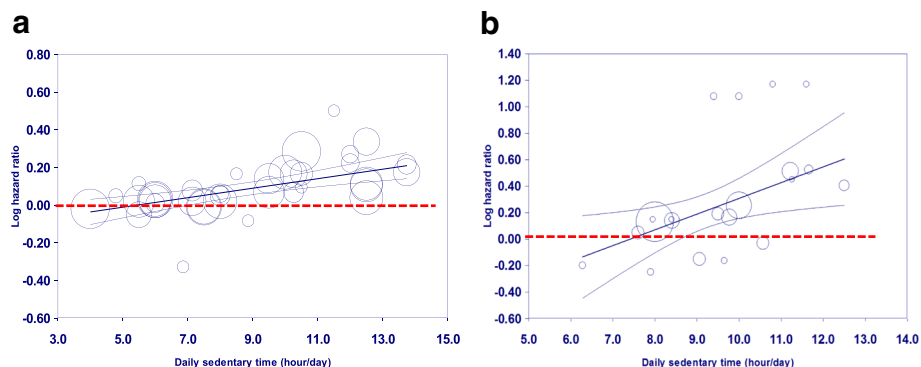 a
0.80
0.60
0.40
0.20
0.00
-0.20
-0.40
-0.60
Log hazard ratio
3.0 5.0 7.0 9.0 11.0 13.0 15.0
Daily sedentary time (hour/day)
b
1.40
1.20
1.00
0.80
0.60
0.40
0.20
0.00
-0.20
-0.40
-0.60
Log hazard ratio
5.0 6.0 7.0 8.0 9.0 10.0 11.0 12.0 13.0 14.0
Daily sedentary time (hour/day)